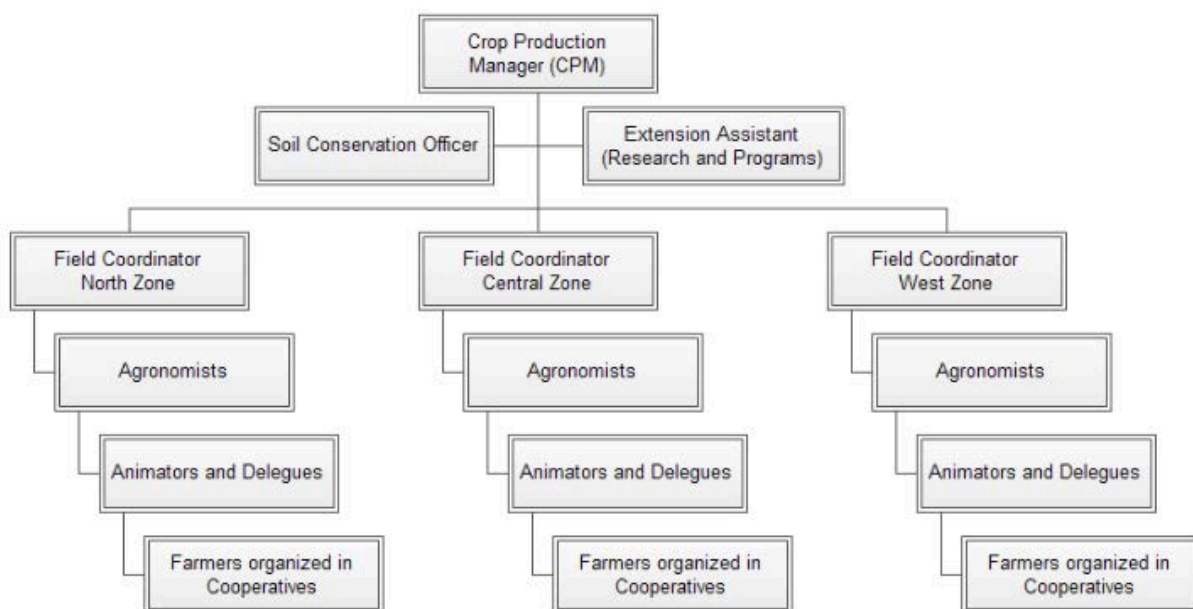 Crop Production
Manager (CPM)
Soil Conservation Officer
Extension Assistant
(Research and Programs)
Field Coordinator
North Zone
Field Coordinator
Central Zone
Field Coordinator
West Zone
Agronomists
Agronomists
Agronomists
Animators and Delegues
Animators and Delegues
Animators and Delegues
Farmers organized in
Cooperatives
Farmers organized in
Cooperatives
Farmers organized in
Cooperatives